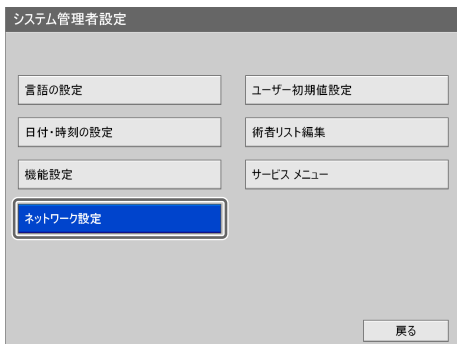 システム管理者設定
言語の設定
ユーザー初期値設定
日付・時刻の設定
術者リスト編集
機能設定
サービス メニュー
ネットワーク設定
戻る